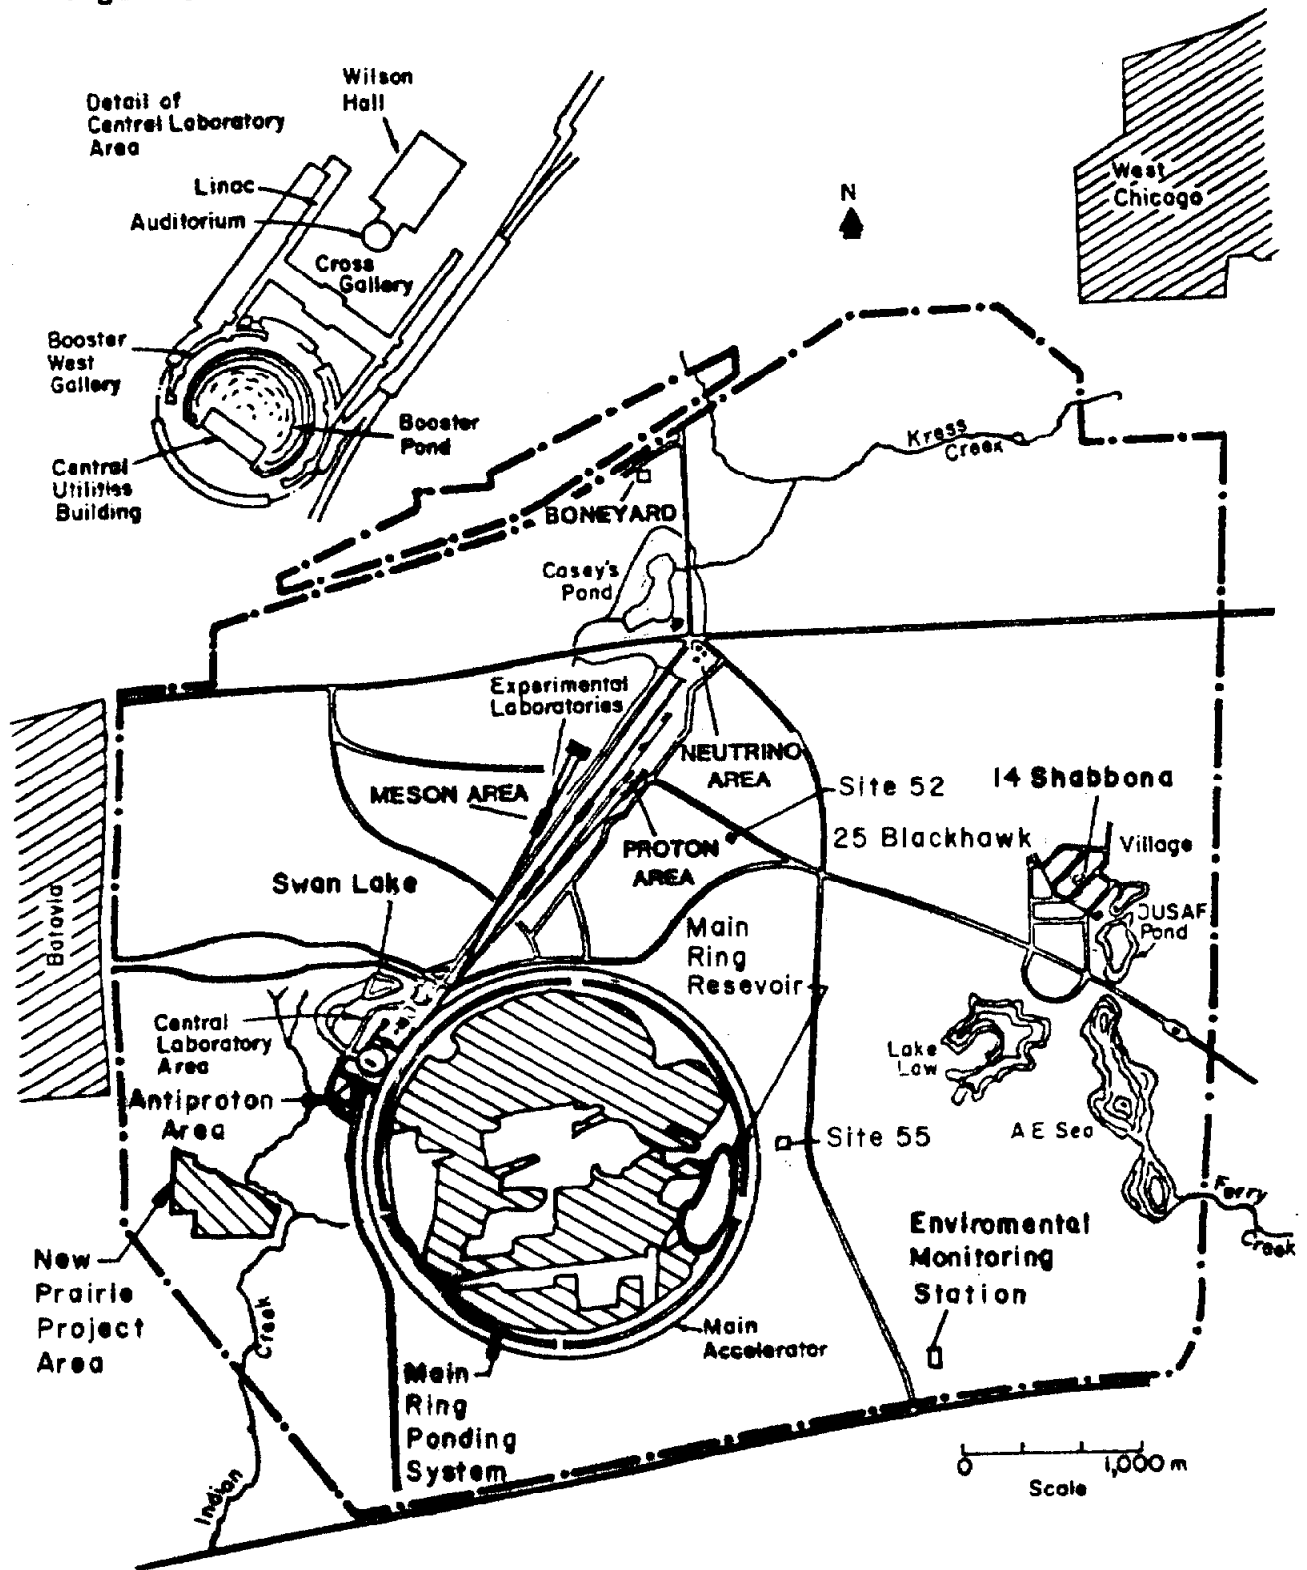 Wilson
Hall
Detail of
Central Laboratory
Area
Linac
Auditorium
Cross
Gallery
Booster
West
Gallery
Booster
Pond
Central
Utilities
Building
N
West
Chicago
Kress
Creek
BONEYARD
Casey's
Pond
Experimental
Laboratories
NEUTRINO
AREA
MESON AREA
Site 52
14 Shabbona
25 Blackhawk
Village
PROTON
AREA
Swan Lake
Batavia
Main
Ring
Resevoir
DUSAF
Pond
Central
Laboratory
Area
Lake
Law
Antiproton
Area
A E Sea
Site 55
Ferry
Creek
New
Prairie
Project
Area
Enviromental
Monitoring
Station
Creek
Indian
Main
Accelerator
Main
Ring
Ponding
System
0 1,000 m
Scale